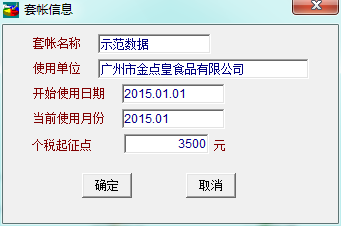 套帐信息
套帐名称 示范数据
使用单位 广州市金点皇食品有限公司
开始使用日期 2015.01.01
当前使用月份 2015.01
个税起征点 3500 元
确定 取消